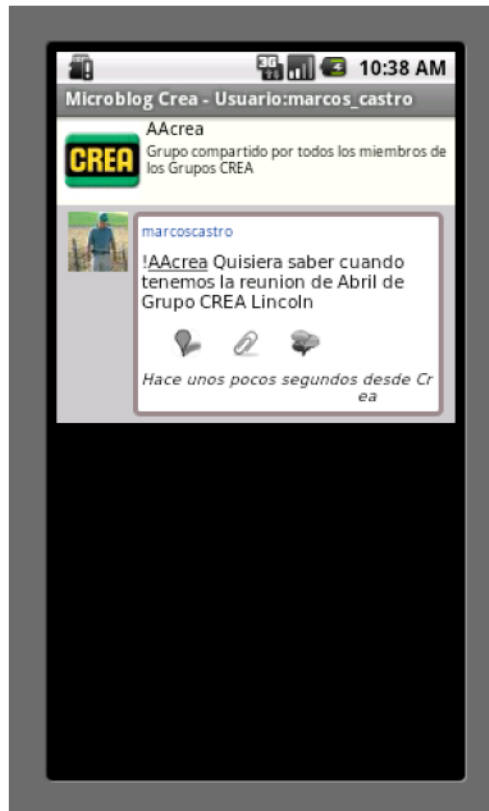 3G
10:38 AM
Microblog Crea - Usuario:marcos_castro
AAcrea
CREA
Grupo compartido por todos los miembros de
los Grupos CREA
marcoscastro
!AAcrea Quisiera saber cuando
tenemos la reunion de Abril de
Grupo CREA Lincoln
Hace unos pocos segundos desde Cr
ea